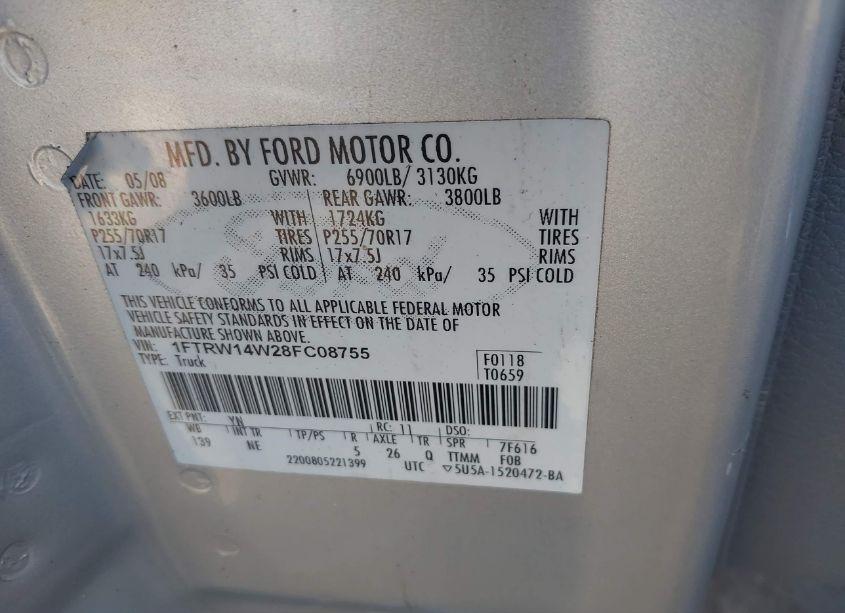 MFD. BY FORD MOTOR CO.
DATE: 05/08 GVWR: 6900LB/ 3130KG
FRONT GAWR: 3600LB REAR GAWR: 3800LB
1633KG WITH 1724KG WITH
P255/70R17 TIRES P255/70R17 TIRES
17x7.5J RIMS 17x7.5J RIMS
AT 240 kPa/ 35 PSI COLD AT 240 kPa/ 35 PSI COLD
THIS VEHICLE CONFORMS TO ALL APPLICABLE FEDERAL MOTOR
VEHICLE SAFETY STANDARDS IN EFFECT ON THE DATE OF
MANUFACTURE SHOWN ABOVE.
VIN: 1FTRW14W28FC08755
TYPE: Truck
F0118
T0659
EXT PNT: YN RC: 11 DSO:
WB INT TR TP/PS R AXLE TR SPR 7F616
139 NE 5 26 Q TTMM FOB
2200805221399 UTC ▽5U5A-1520472-BA